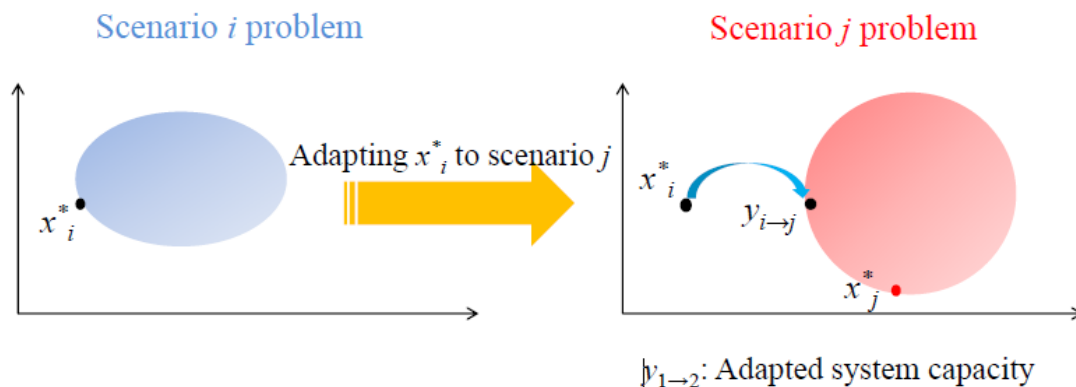 Scenario i problem
Scenario j problem
Adapting x*i to scenario j
x*i
x*i
yi→j
x*j
y1→2: Adapted system capacity